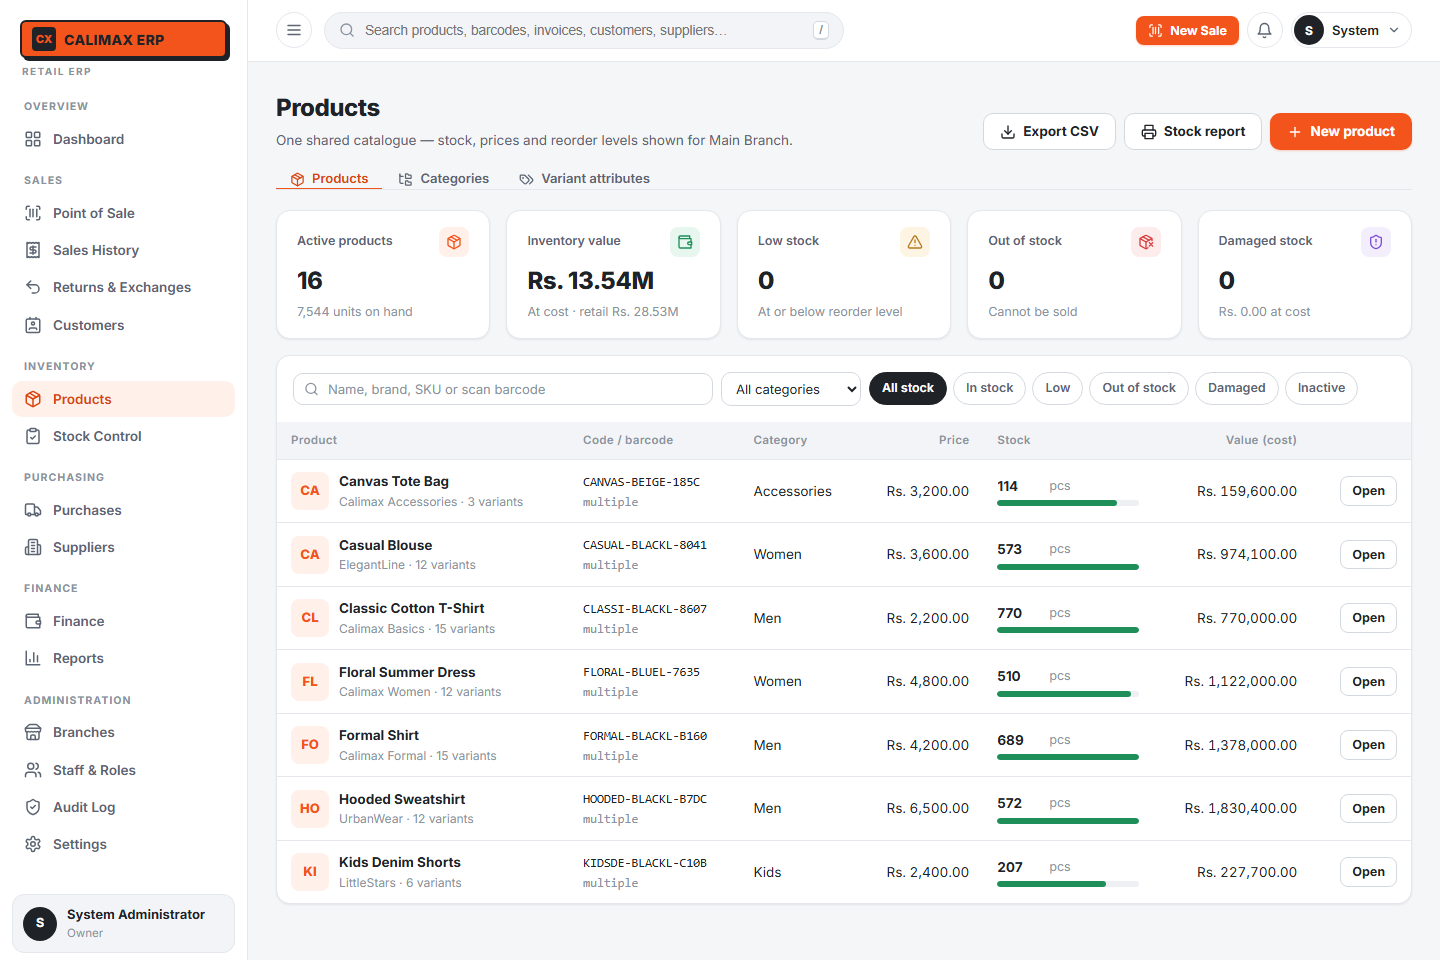 CX CALIMAX ERP
RETAIL ERP
OVERVIEW
Dashboard
SALES
Point of Sale
Sales History
Returns & Exchanges
Customers
INVENTORY
Products
Stock Control
PURCHASING
Purchases
Suppliers
FINANCE
Finance
Reports
ADMINISTRATION
Branches
Staff & Roles
Audit Log
Settings
S System Administrator
Owner
Search products, barcodes, invoices, customers, suppliers… /
New Sale
S System
Products
One shared catalogue — stock, prices and reorder levels shown for Main Branch.
Export CSV Stock report New product
Products Categories Variant attributes
Active products
16
7,544 units on hand
Inventory value
Rs. 13.54M
At cost · retail Rs. 28.53M
Low stock
0
At or below reorder level
Out of stock
0
Cannot be sold
Damaged stock
0
Rs. 0.00 at cost
Name, brand, SKU or scan barcode All categories All stock In stock Low Out of stock Damaged Inactive
Product Code / barcode Category Price Stock Value (cost)
CA Canvas Tote Bag CANVAS-BEIGE-185C Accessories Rs. 3,200.00 114 pcs Rs. 159,600.00 Open
Calimax Accessories · 3 variants multiple
CA Casual Blouse CASUAL-BLACKL-8041 Women Rs. 3,600.00 573 pcs Rs. 974,100.00 Open
ElegantLine · 12 variants multiple
CL Classic Cotton T-Shirt CLASSI-BLACKL-8607 Men Rs. 2,200.00 770 pcs Rs. 770,000.00 Open
Calimax Basics · 15 variants multiple
FL Floral Summer Dress FLORAL-BLUEL-7635 Women Rs. 4,800.00 510 pcs Rs. 1,122,000.00 Open
Calimax Women · 12 variants multiple
FO Formal Shirt FORMAL-BLACKL-B160 Men Rs. 4,200.00 689 pcs Rs. 1,378,000.00 Open
Calimax Formal · 15 variants multiple
HO Hooded Sweatshirt HOODED-BLACKL-B7DC Men Rs. 6,500.00 572 pcs Rs. 1,830,400.00 Open
UrbanWear · 12 variants multiple
KI Kids Denim Shorts KIDSDE-BLACKL-C10B Kids Rs. 2,400.00 207 pcs Rs. 227,700.00 Open
LittleStars · 6 variants multiple